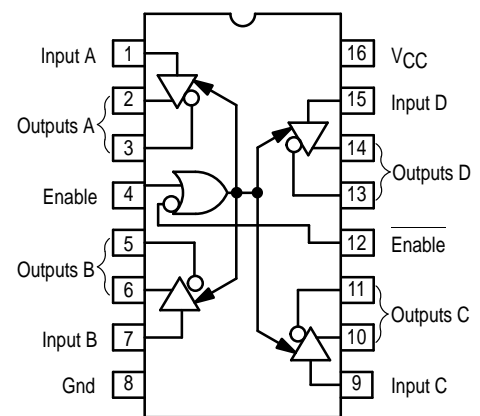 Input A 1
16 VCC
2
15 Input D
Outputs A
3
14
Outputs D
13
Enable 4
12 Enable
5
Outputs B
6
11
Outputs C
10
Input B 7
Gnd 8
9 Input C